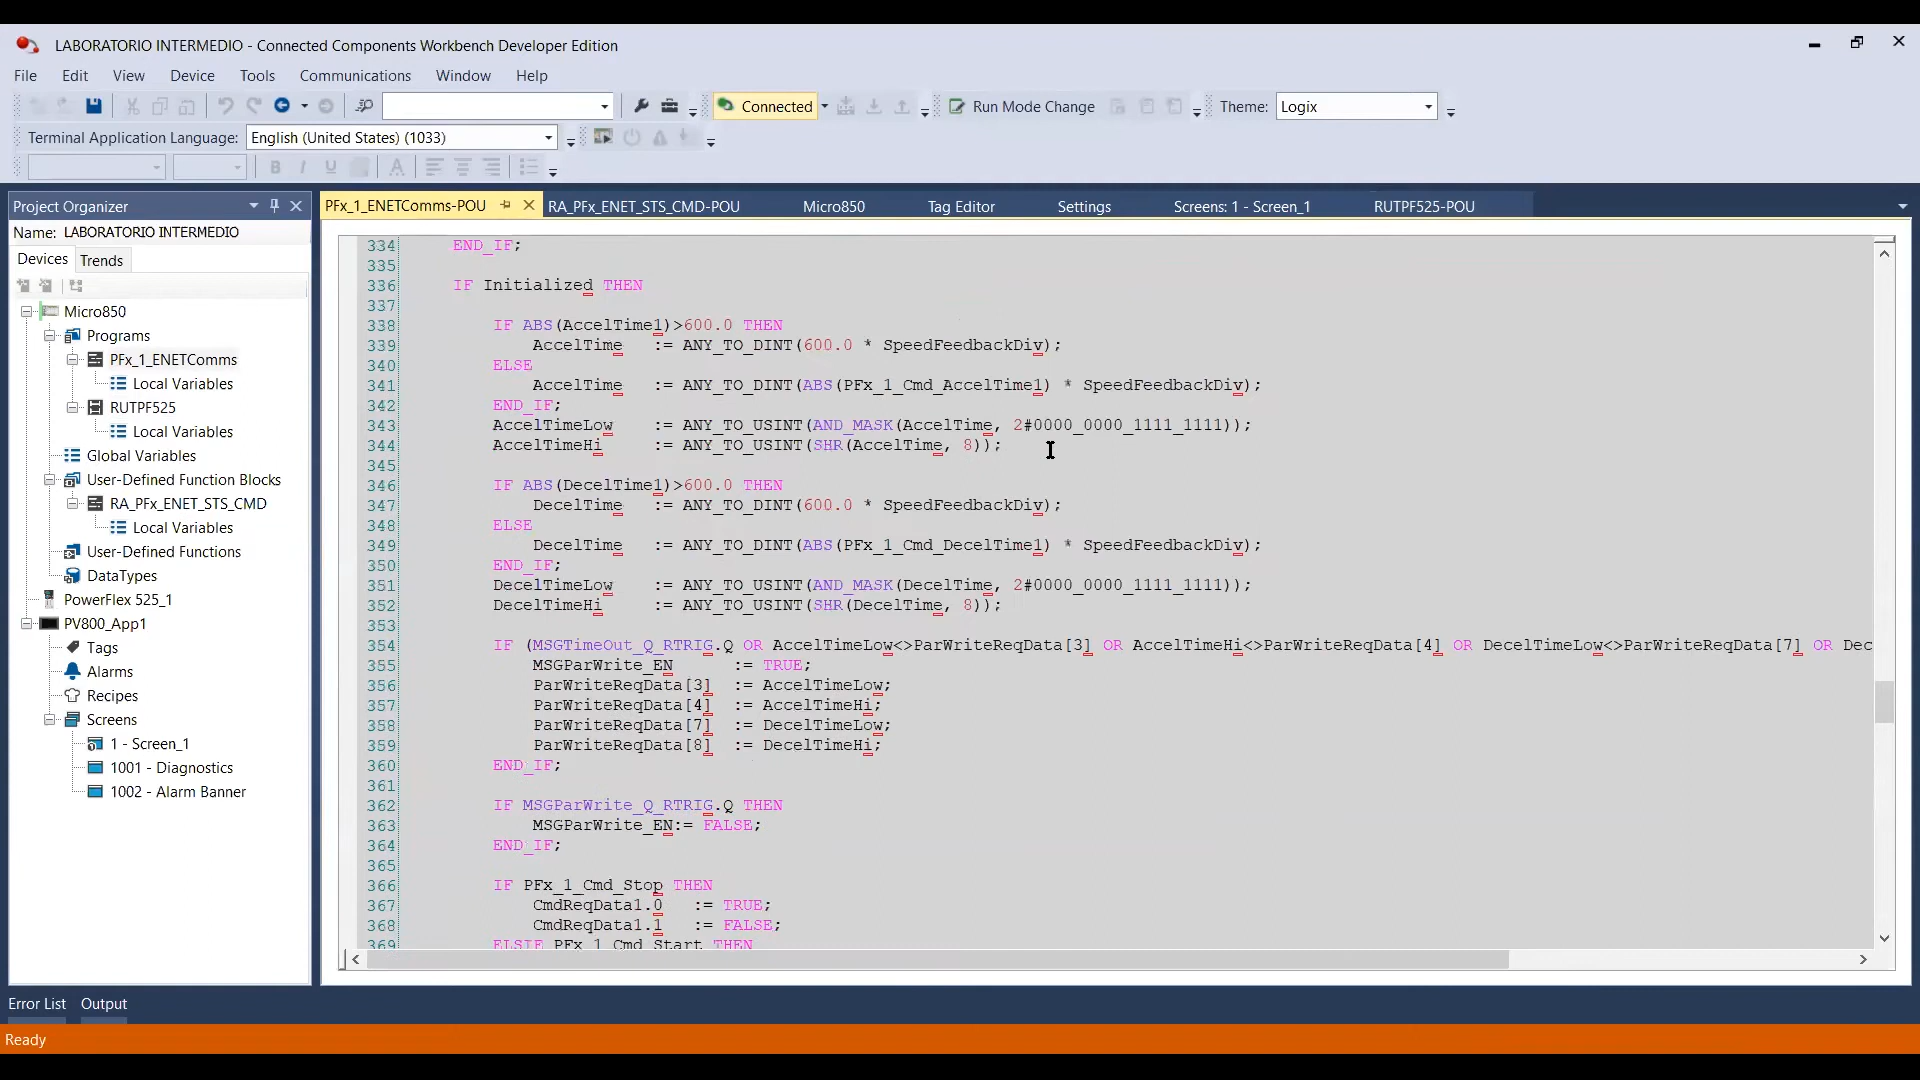 LABORATORIO INTERMEDIO - Connected Components Workbench Developer Edition
File Edit View Device Tools Communications Window Help
Connected Run Mode Change Theme: Logix
Terminal Application Language: English (United States) (1033)
B I U A
Project Organizer
Name: LABORATORIO INTERMEDIO
Devices Trends
Micro850
Programs
PFx_1_ENETComms
Local Variables
RUTPF525
Local Variables
Global Variables
User-Defined Function Blocks
RA_PFx_ENET_STS_CMD
Local Variables
User-Defined Functions
DataTypes
PowerFlex 525_1
PV800_App1
Tags
Alarms
Recipes
Screens
1 - Screen_1
1001 - Diagnostics
1002 - Alarm Banner
PFx_1_ENETComms-POU RA_PFx_ENET_STS_CMD-POU Micro850 Tag Editor Settings Screens: 1 - Screen_1 RUTPF525-POU
334 END_IF;
335
336 IF Initialized THEN
337
338 IF ABS(AccelTime1)>600.0 THEN
339 AccelTime := ANY_TO_DINT(600.0 * SpeedFeedbackDiv);
340 ELSE
341 AccelTime := ANY_TO_DINT(ABS(PFx_1_Cmd_AccelTime1) * SpeedFeedbackDiv);
342 END_IF;
343 AccelTimeLow := ANY_TO_USINT(AND_MASK(AccelTime, 2#0000_0000_1111_1111));
344 AccelTimeHi := ANY_TO_USINT(SHR(AccelTime, 8));
345
346 IF ABS(DecelTime1)>600.0 THEN
347 DecelTime := ANY_TO_DINT(600.0 * SpeedFeedbackDiv);
348 ELSE
349 DecelTime := ANY_TO_DINT(ABS(PFx_1_Cmd_DecelTime1) * SpeedFeedbackDiv);
350 END_IF;
351 DecelTimeLow := ANY_TO_USINT(AND_MASK(DecelTime, 2#0000_0000_1111_1111));
352 DecelTimeHi := ANY_TO_USINT(SHR(DecelTime, 8));
353
354 IF (MSGTimeOut_Q_RTRIG.Q OR AccelTimeLow<>ParWriteReqData[3] OR AccelTimeHi<>ParWriteReqData[4] OR DecelTimeLow<>ParWriteReqData[7] OR Dec
355 MSGParWrite_EN := TRUE;
356 ParWriteReqData[3] := AccelTimeLow;
357 ParWriteReqData[4] := AccelTimeHi;
358 ParWriteReqData[7] := DecelTimeLow;
359 ParWriteReqData[8] := DecelTimeHi;
360 END_IF;
361
362 IF MSGParWrite_Q_RTRIG.Q THEN
363 MSGParWrite_EN:= FALSE;
364 END_IF;
365
366 IF PFx_1_Cmd_Stop THEN
367 CmdReqData1.0 := TRUE;
368 CmdReqData1.1 := FALSE;
369 ELSIF PFx_1_Cmd_Start THEN
Error List Output
Ready